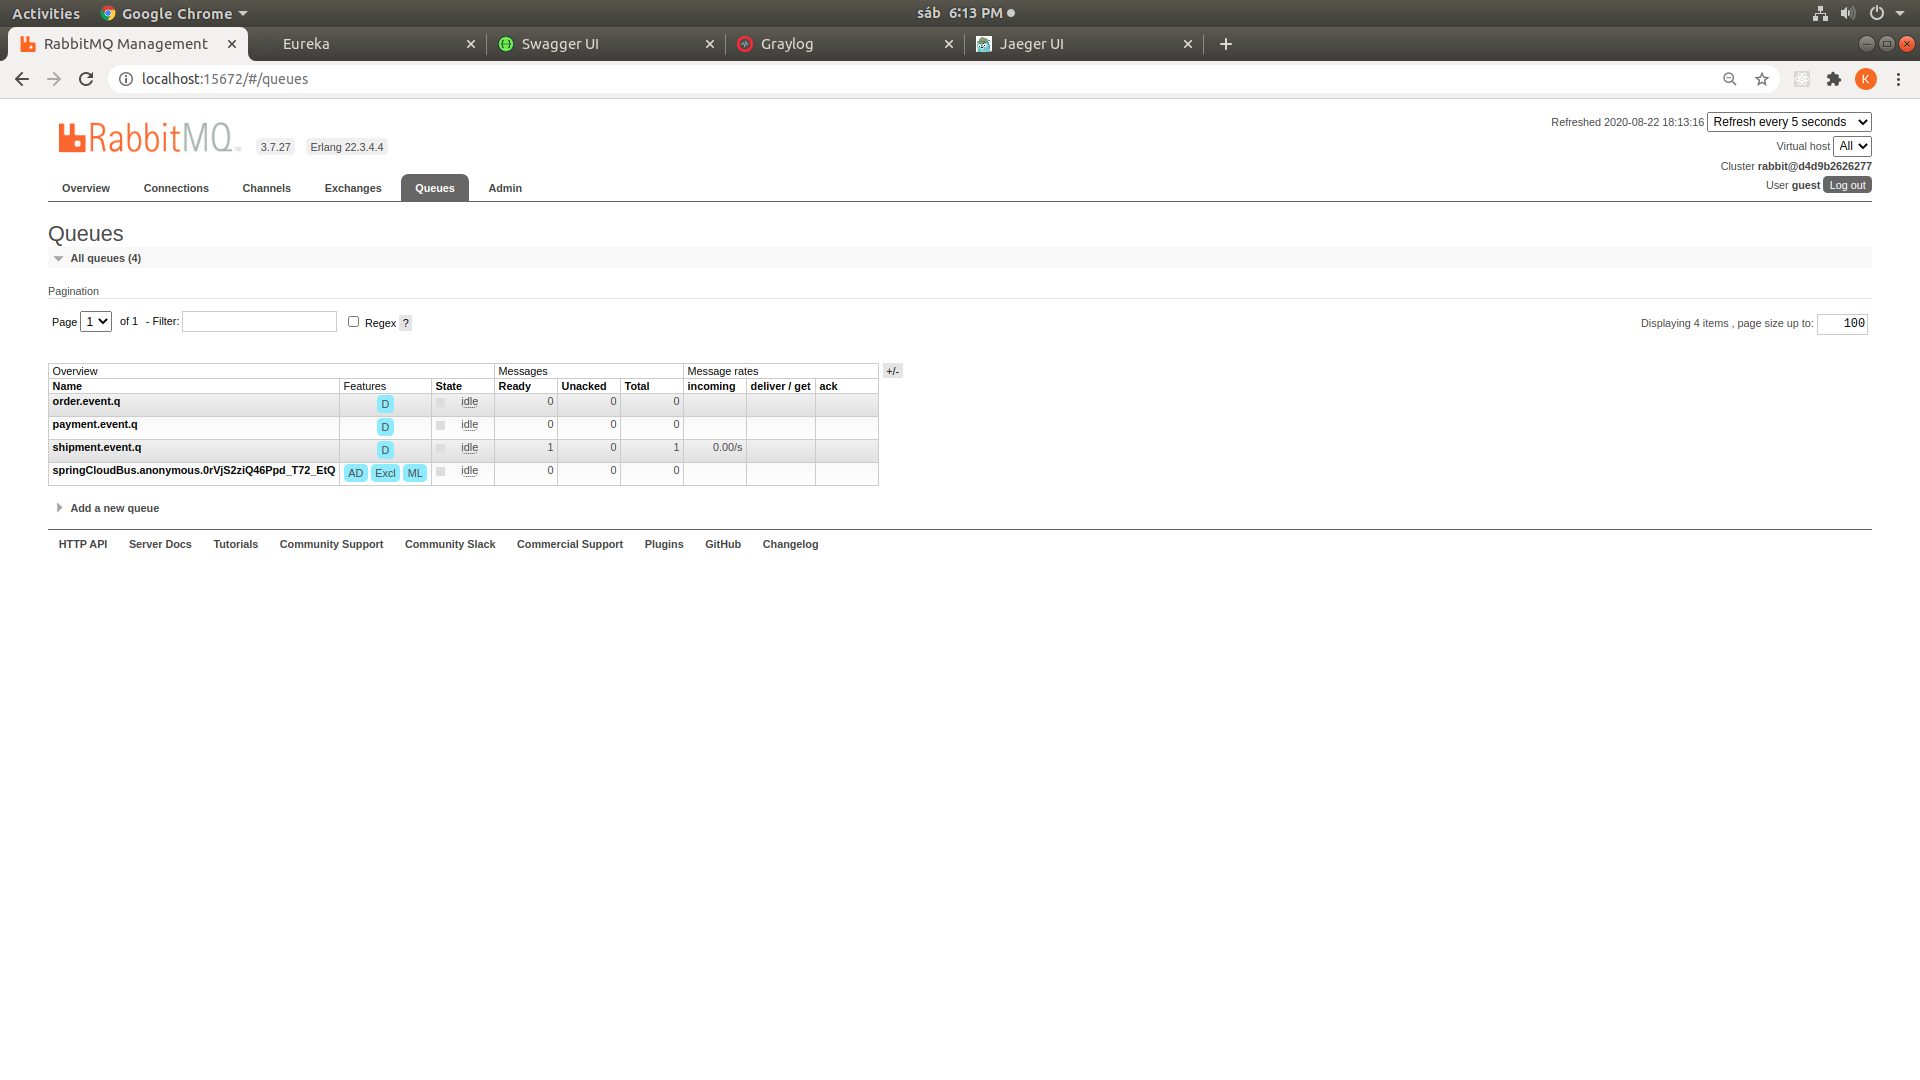 Activities Google Chrome sáb 6:13 PM
RabbitMQ Management Eureka Swagger UI Graylog Jaeger UI
localhost:15672/#/queues K
RabbitMQ 3.7.27 Erlang 22.3.4.4
Refreshed 2020-08-22 18:13:16 Refresh every 5 seconds
Virtual host All
Cluster rabbit@d4d9b2626277
User guest Log out
Overview Connections Channels Exchanges Queues Admin
Queues
All queues (4)
Pagination
Page 1 of 1 - Filter: Regex ? Displaying 4 items , page size up to: 100
Overview Messages Message rates +/-
Name Features State Ready Unacked Total incoming deliver / get ack
order.event.q D idle 0 0 0
payment.event.q D idle 0 0 0
shipment.event.q D idle 1 0 1 0.00/s
springCloudBus.anonymous.0rVjS2ziQ46Ppd_T72_EtQ AD Excl ML idle 0 0 0
Add a new queue
HTTP API Server Docs Tutorials Community Support Community Slack Commercial Support Plugins GitHub Changelog